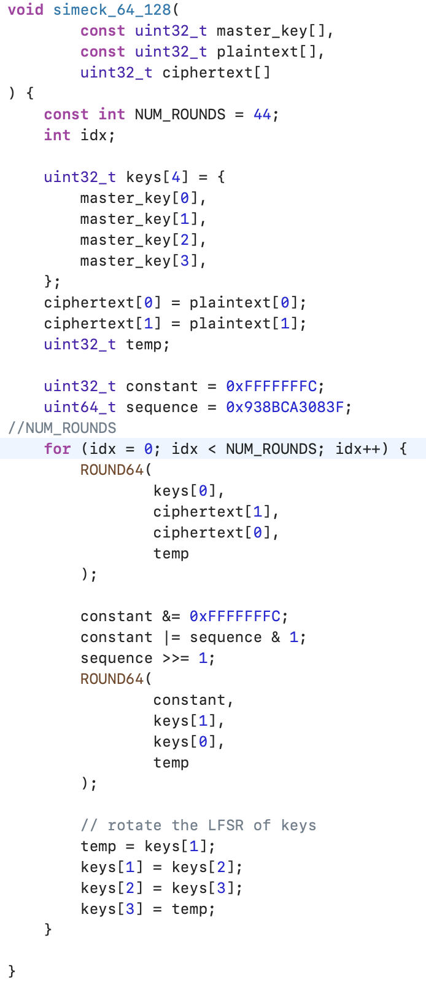 void simeck_64_128(
        const uint32_t master_key[],
        const uint32_t plaintext[],
        uint32_t ciphertext[]
) {
    const int NUM_ROUNDS = 44;
    int idx;

    uint32_t keys[4] = {
        master_key[0],
        master_key[1],
        master_key[2],
        master_key[3],
    };
    ciphertext[0] = plaintext[0];
    ciphertext[1] = plaintext[1];
    uint32_t temp;

    uint32_t constant = 0xFFFFFFFC;
    uint64_t sequence = 0x938BCA3083F;
//NUM_ROUNDS
    for (idx = 0; idx < NUM_ROUNDS; idx++) {
        ROUND64(
                keys[0],
                ciphertext[1],
                ciphertext[0],
                temp
        );

        constant &= 0xFFFFFFFC;
        constant |= sequence & 1;
        sequence >>= 1;
        ROUND64(
                constant,
                keys[1],
                keys[0],
                temp
        );

        // rotate the LFSR of keys
        temp = keys[1];
        keys[1] = keys[2];
        keys[2] = keys[3];
        keys[3] = temp;
    }

}